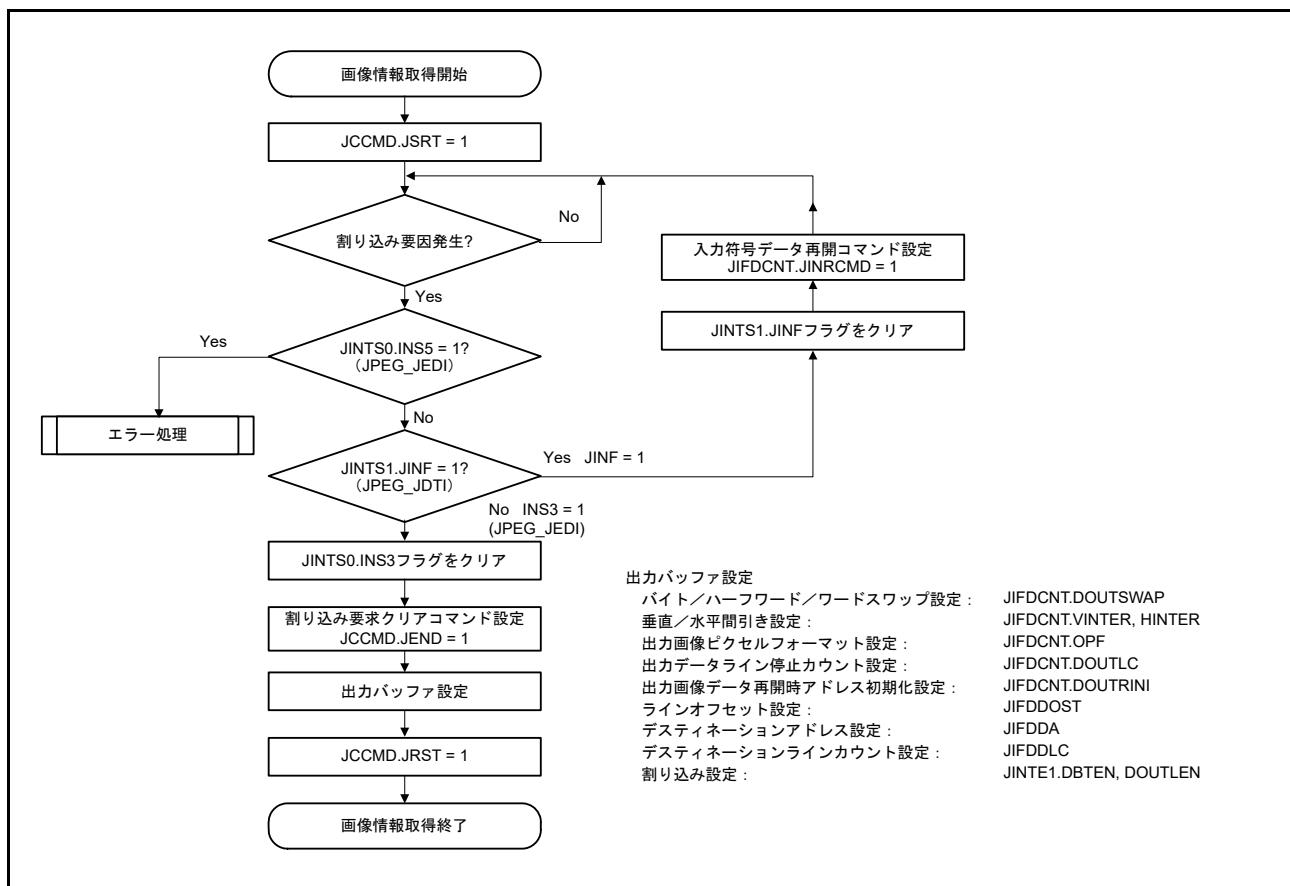 画像情報取得開始
JCCMD.JSRT = 1
割り込み要因発生?
No
Yes
JINTS0.INS5 = 1?
（JPEG_JEDI）
Yes
エラー処理
No
JINTS1.JINF = 1?
（JPEG_JDTI）
Yes JINF = 1
JINTS1.JINFフラグをクリア
入力符号データ再開コマンド設定
JIFDCNT.JINRCMD = 1
No INS3 = 1
(JPEG_JEDI)
JINTS0.INS3フラグをクリア
割り込み要求クリアコマンド設定
JCCMD.JEND = 1
出力バッファ設定
JCCMD.JRST = 1
画像情報取得終了
出力バッファ設定
バイト／ハーフワード／ワードスワップ設定： JIFDCNT.DOUTSWAP
垂直／水平間引き設定： JIFDCNT.VINTER, HINTER
出力画像ピクセルフォーマット設定： JIFDCNT.OPF
出力データライン停止カウント設定： JIFDCNT.DOUTLC
出力画像データ再開時アドレス初期化設定： JIFDCNT.DOUTRINI
ラインオフセット設定： JIFDDOST
デスティネーションアドレス設定： JIFDDA
デスティネーションラインカウント設定： JIFDDLC
割り込み設定： JINTE1.DBTEN, DOUTLEN